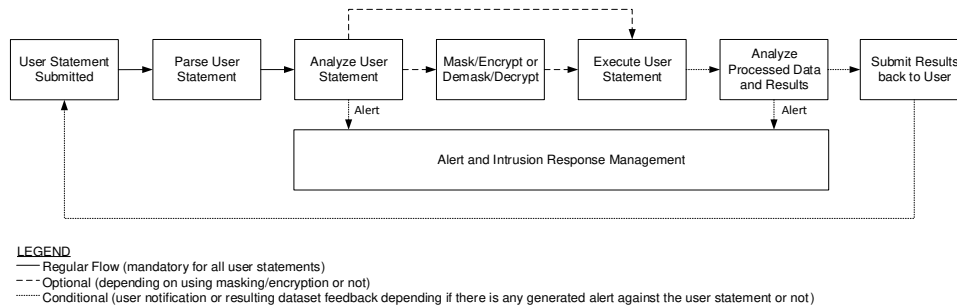 User Statement
Submitted
Parse User
Statement
Analyze User
Statement
Mask/Encrypt or
Demask/Decrypt
Execute User
Statement
Analyze
Processed Data
and Results
Submit Results
back to User
Alert
Alert
Alert and Intrusion Response Management
LEGEND
Regular Flow (mandatory for all user statements)
Optional (depending on using masking/encryption or not)
Conditional (user notification or resulting dataset feedback depending if there is any generated alert against the user statement or not)